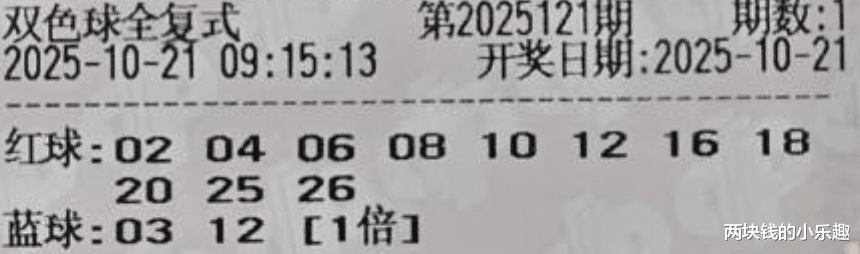 双色球全复式 第2025121期 期数:1
2025-10-21 09:15:13 开奖日期:2025-10-21
红球:02 04 06 08 10 12 16 18
20 25 26
蓝球:03 12 [1倍]
两块钱的小乐趣